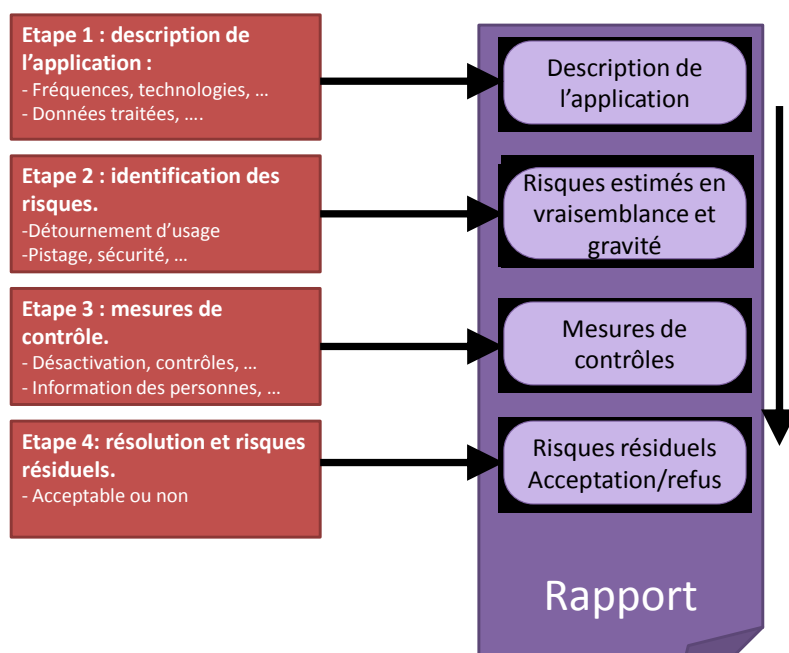 Etape 1 : description de
l'application :
- Fréquences, technologies, ...
- Données traitées, ....
Description de
l'application
Etape 2 : identification des
risques.
-Détournement d'usage
-Pistage, sécurité, ...
Risques estimés en
vraisemblance et
gravité
Etape 3 : mesures de
contrôle.
- Désactivation, contrôles, ...
- Information des personnes, ...
Mesures de
contrôles
Etape 4: résolution et risques
résiduels.
- Acceptable ou non
Risques résiduels
Acceptation/refus
Rapport